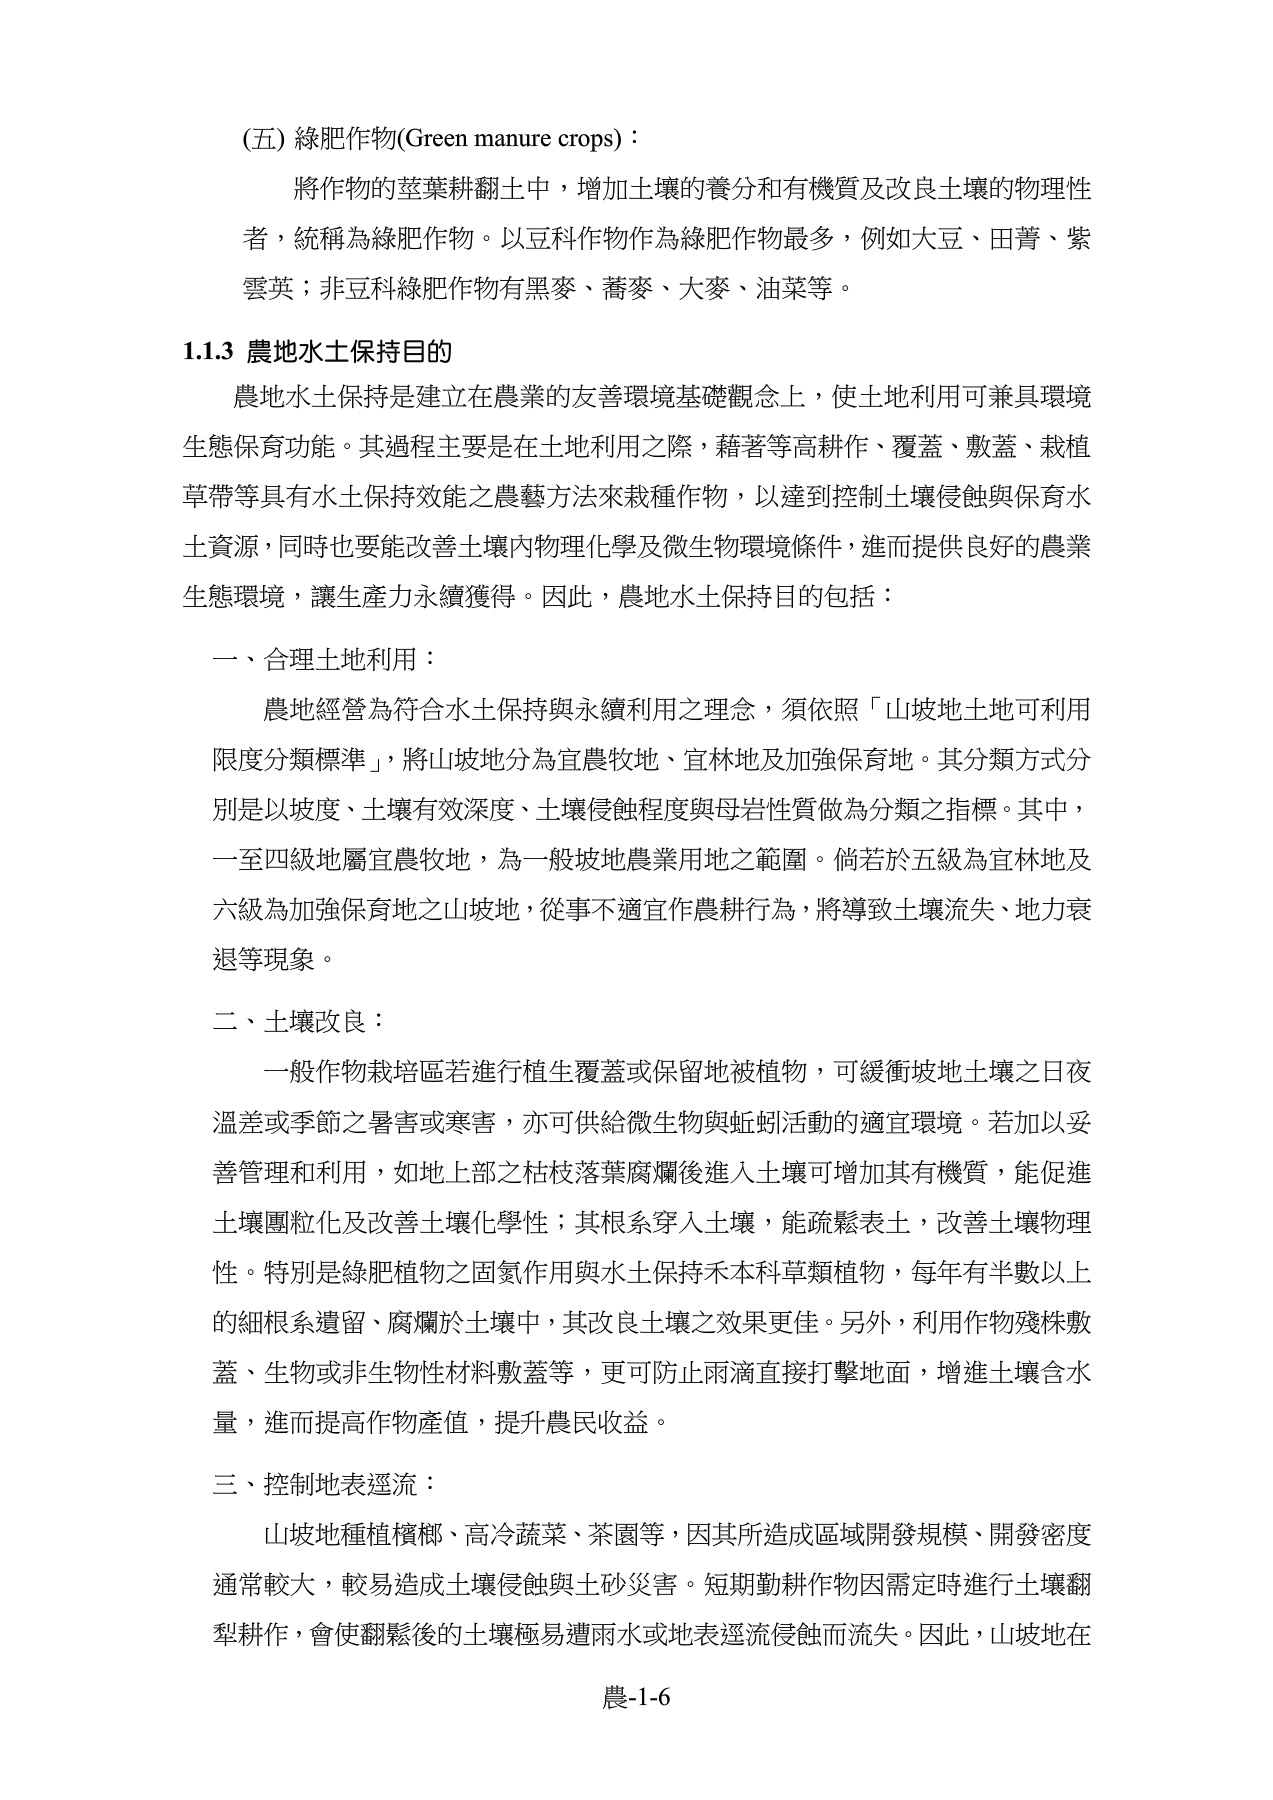 (五) 綠肥作物(Green manure crops)：
將作物的莖葉耕翻土中，增加土壤的養分和有機質及改良土壤的物理性
者，統稱為綠肥作物。以豆科作物作為綠肥作物最多，例如大豆、田菁、紫
雲英；非豆科綠肥作物有黑麥、蕎麥、大麥、油菜等。
1.1.3 農地水土保持目的
農地水土保持是建立在農業的友善環境基礎觀念上，使土地利用可兼具環境
生態保育功能。其過程主要是在土地利用之際，藉著等高耕作、覆蓋、敷蓋、栽植
草帶等具有水土保持效能之農藝方法來栽種作物，以達到控制土壤侵蝕與保育水
土資源，同時也要能改善土壤內物理化學及微生物環境條件，進而提供良好的農業
生態環境，讓生產力永續獲得。因此，農地水土保持目的包括：
一、合理土地利用：
農地經營為符合水土保持與永續利用之理念，須依照「山坡地土地可利用
限度分類標準」，將山坡地分為宜農牧地、宜林地及加強保育地。其分類方式分
別是以坡度、土壤有效深度、土壤侵蝕程度與母岩性質做為分類之指標。其中，
一至四級地屬宜農牧地，為一般坡地農業用地之範圍。倘若於五級為宜林地及
六級為加強保育地之山坡地，從事不適宜作農耕行為，將導致土壤流失、地力衰
退等現象。
二、土壤改良：
一般作物栽培區若進行植生覆蓋或保留地被植物，可緩衝坡地土壤之日夜
溫差或季節之暑害或寒害，亦可供給微生物與蚯蚓活動的適宜環境。若加以妥
善管理和利用，如地上部之枯枝落葉腐爛後進入土壤可增加其有機質，能促進
土壤團粒化及改善土壤化學性；其根系穿入土壤，能疏鬆表土，改善土壤物理
性。特別是綠肥植物之固氮作用與水土保持禾本科草類植物，每年有半數以上
的細根系遺留、腐爛於土壤中，其改良土壤之效果更佳。另外，利用作物殘株敷
蓋、生物或非生物性材料敷蓋等，更可防止雨滴直接打擊地面，增進土壤含水
量，進而提高作物產值，提升農民收益。
三、控制地表逕流：
山坡地種植檳榔、高冷蔬菜、茶園等，因其所造成區域開發規模、開發密度
通常較大，較易造成土壤侵蝕與土砂災害。短期勤耕作物因需定時進行土壤翻
犁耕作，會使翻鬆後的土壤極易遭雨水或地表逕流侵蝕而流失。因此，山坡地在
農-1-6